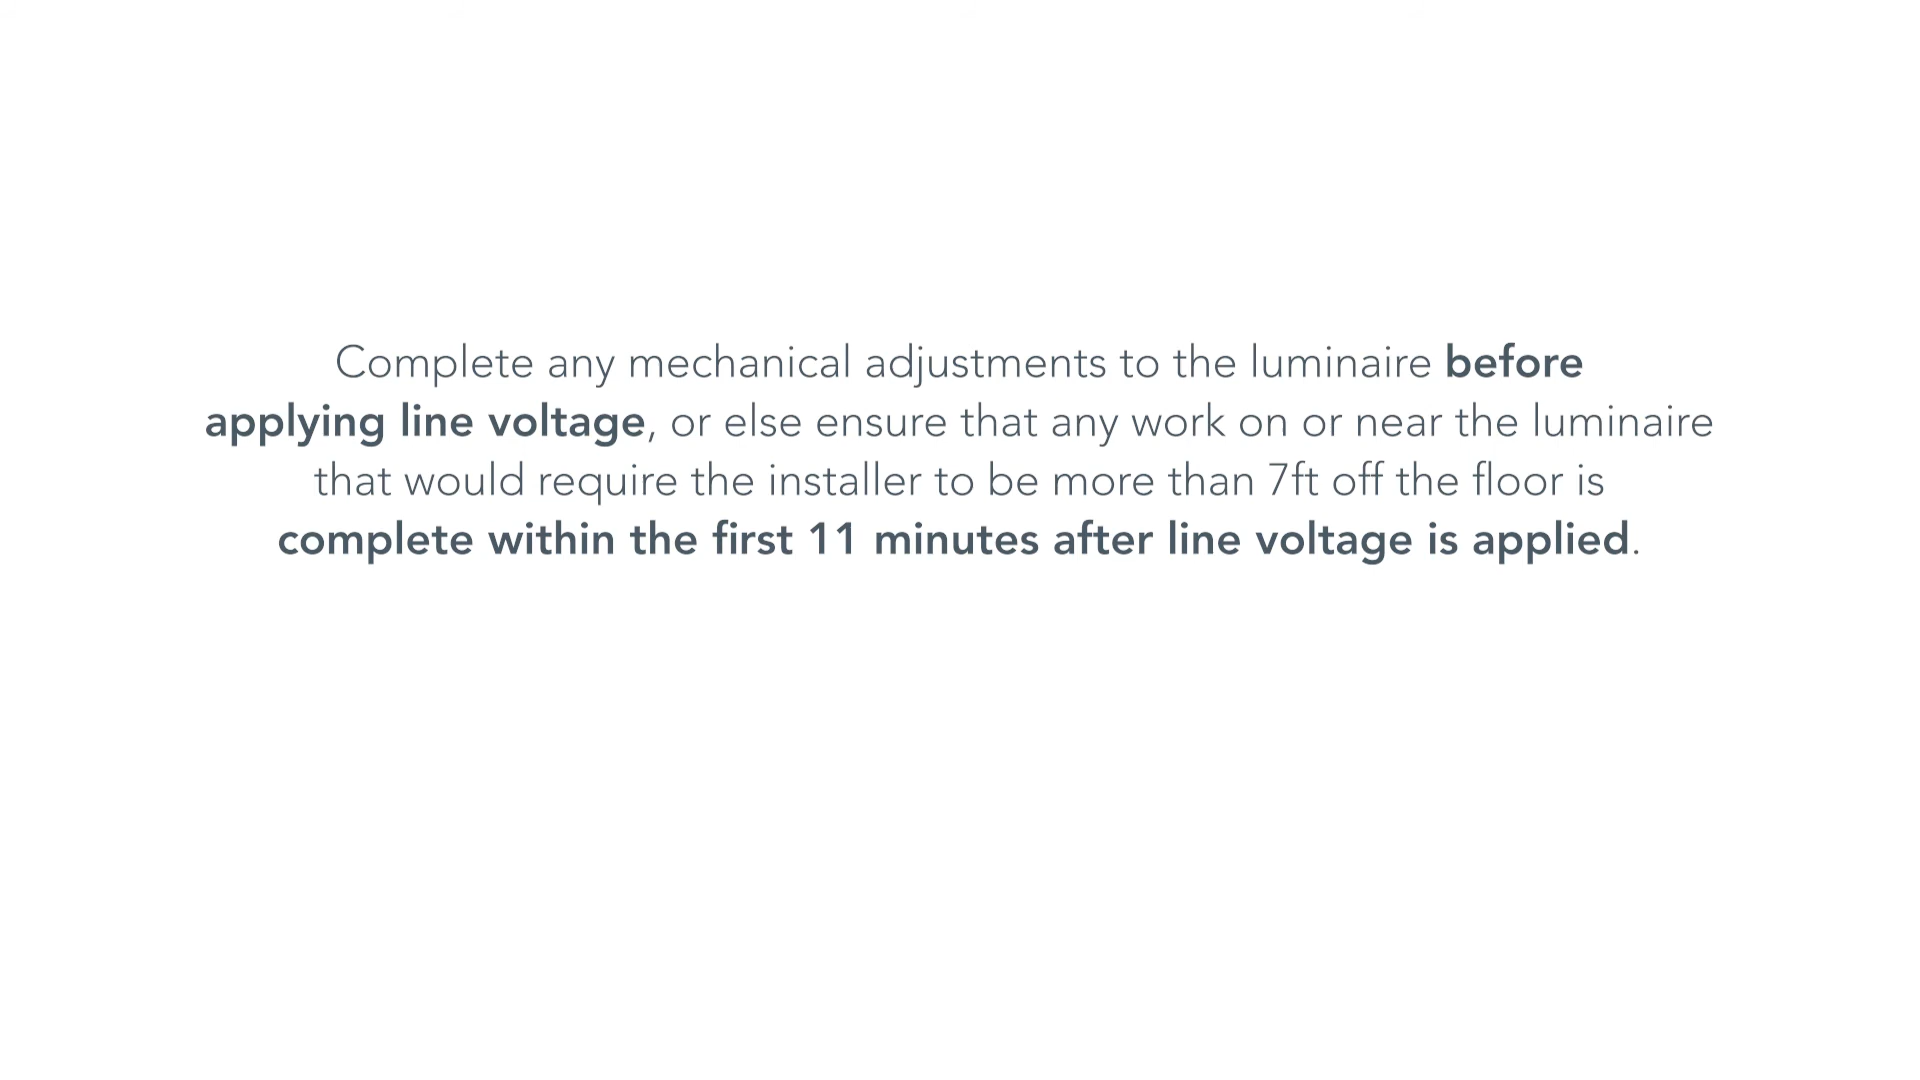 Complete any mechanical adjustments to the luminaire before
applying line voltage, or else ensure that any work on or near the luminaire
that would require the installer to be more than 7ft off the floor is
complete within the first 11 minutes after line voltage is applied.